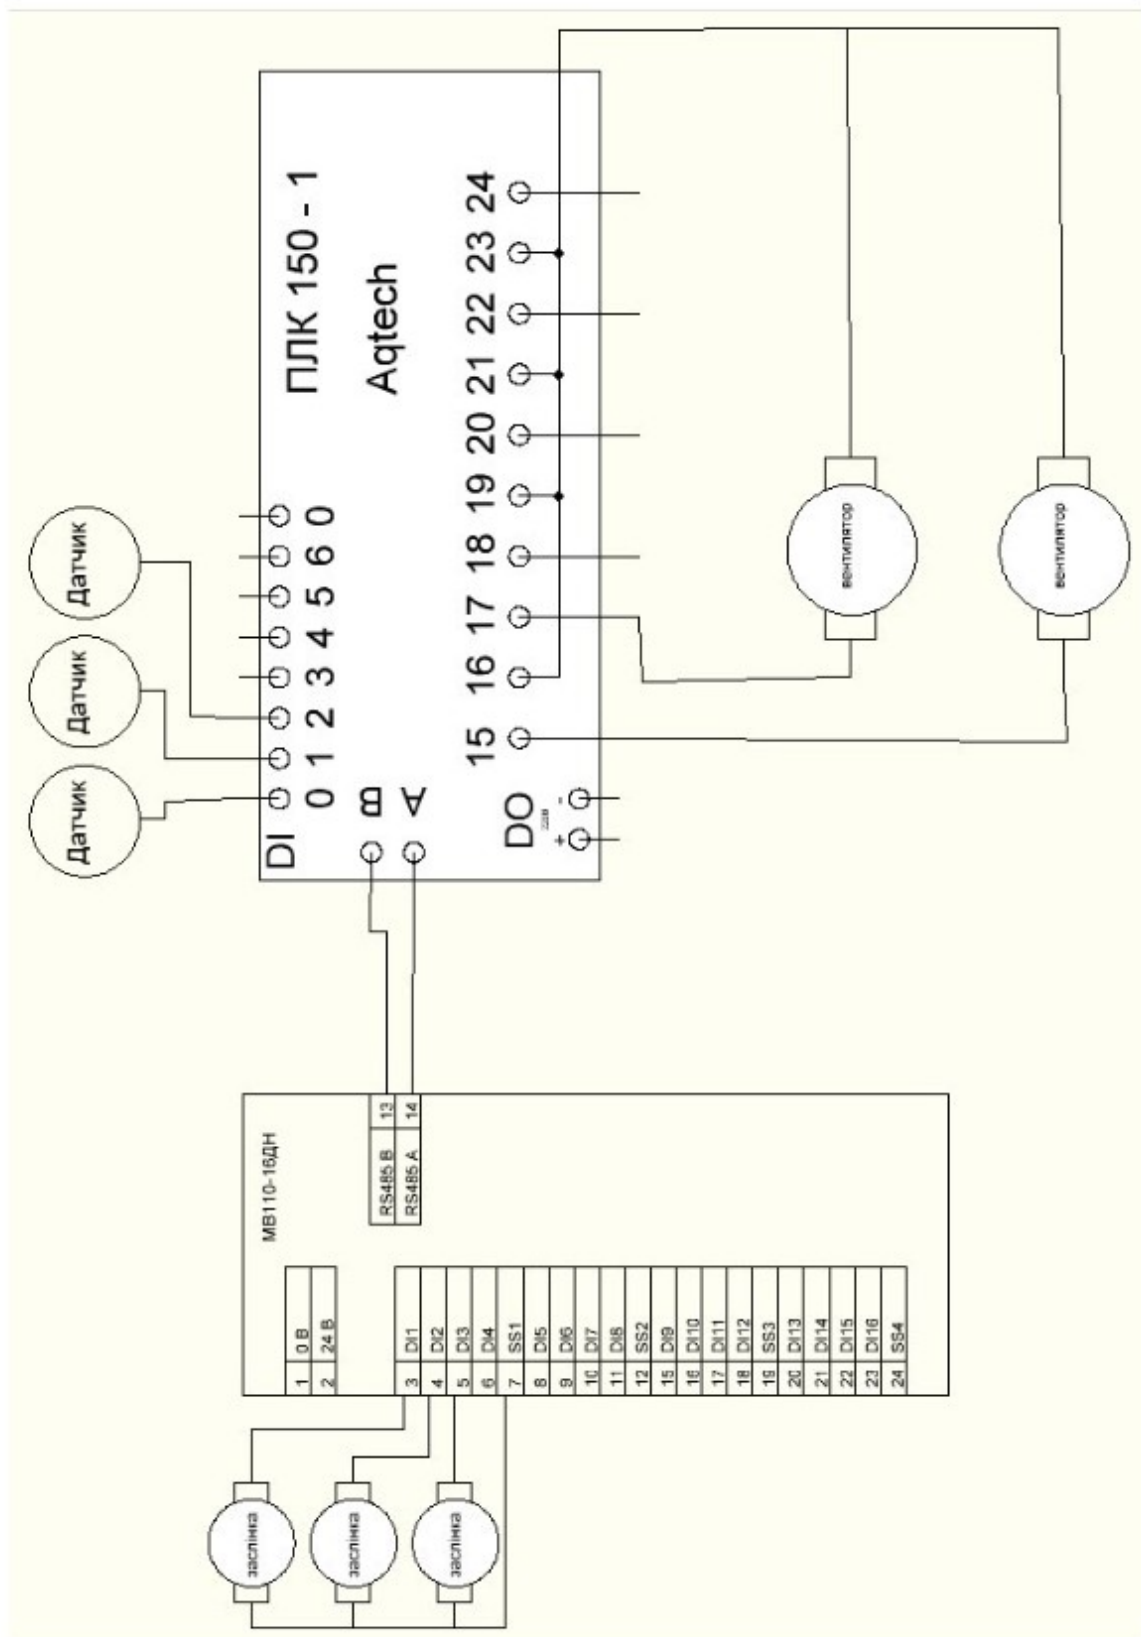 Датчик
Датчик
Датчик
DI
0 1 2 3 4 5 6 0
ПЛК 150 - 1
Aqtech
B
A
DO
+ -
15 16 17 18 19 20 21 22 23 24
вентилятор
вентилятор
МВ110-16ДН
1 0 В
2 24 В
RS485 B 13
RS485 A 14
3 DI1
4 DI2
5 DI3
6 DI4
7 SS1
8 DI5
9 DI6
10 DI7
11 DI8
12 SS2
15 DI9
16 DI10
17 DI11
18 DI12
19 SS3
20 DI13
21 DI14
22 DI15
23 DI16
24 SS4
заслінка
заслінка
заслінка